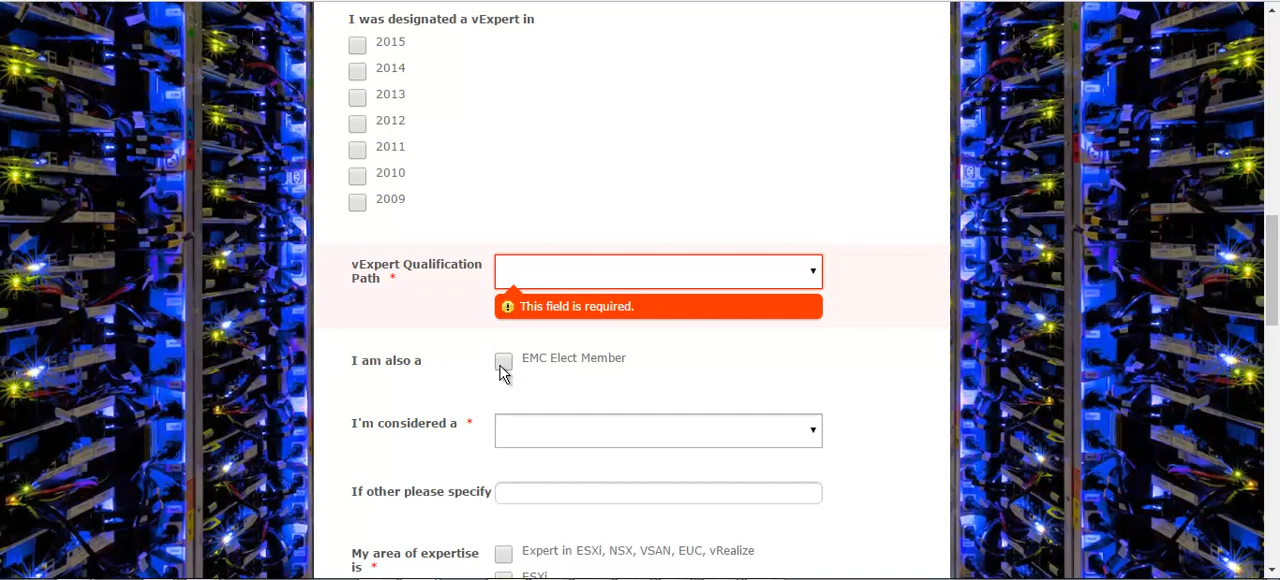 I was designated a vExpert in
2015
2014
2013
2012
2011
2010
2009
vExpert Qualification
Path *
This field is required.
I am also a
EMC Elect Member
I'm considered a *
If other please specify
My area of expertise
is *
Expert in ESXi, NSX, VSAN, EUC, vRealize
ESXi